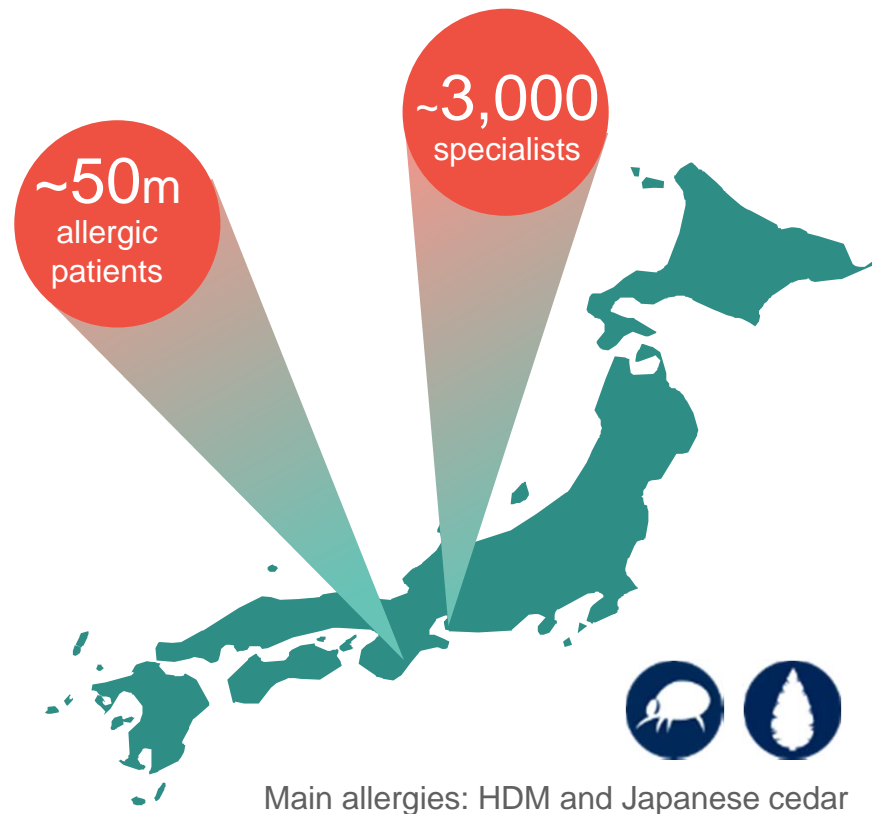 ~50m
allergic
patients
~3,000
specialists
Main allergies: HDM and Japanese cedar